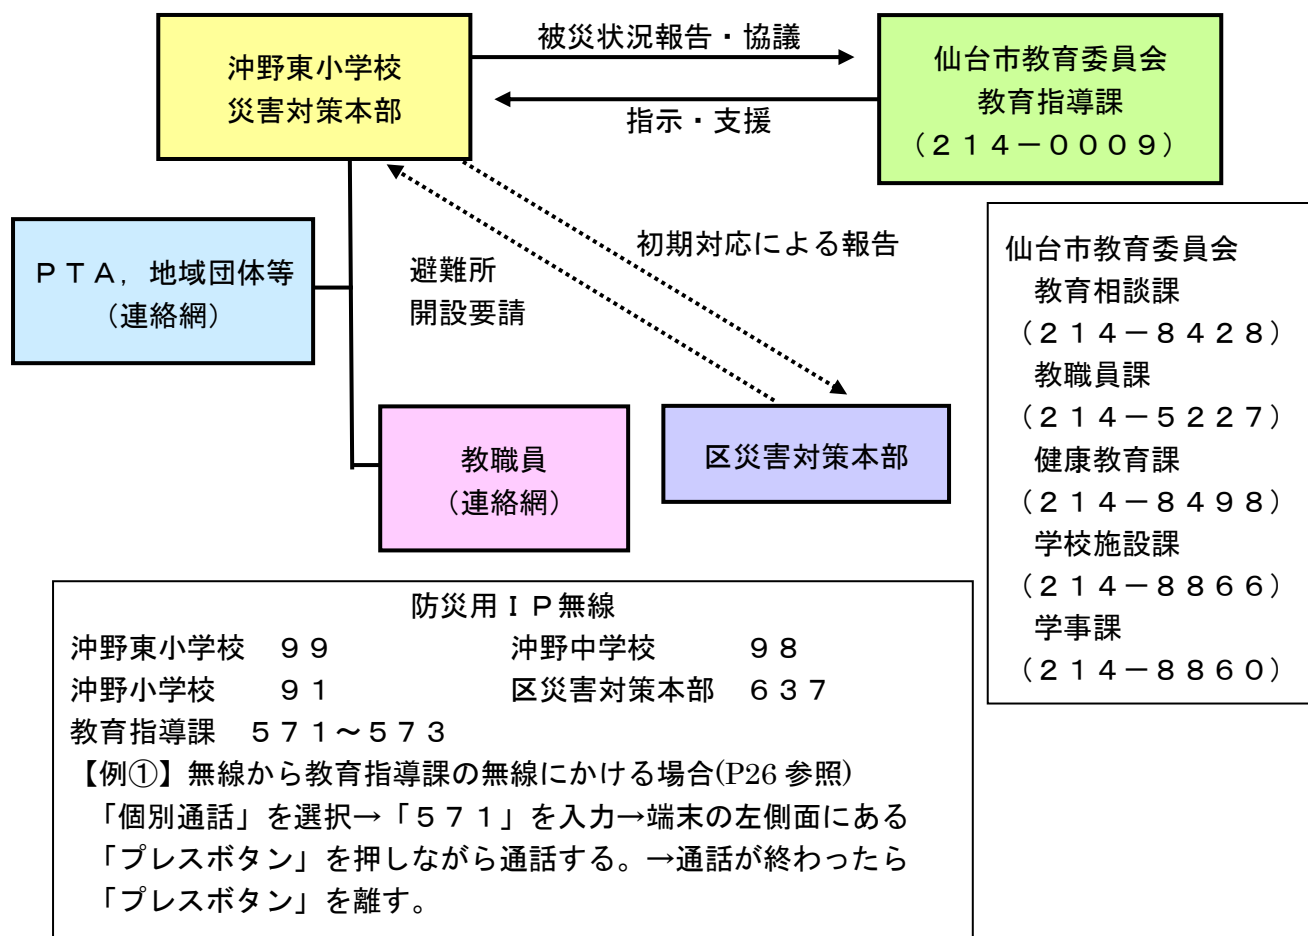 沖野東小学校
災害対策本部
被災状況報告・協議
指示・支援
仙台市教育委員会
教育指導課
（２１４－０００９）
ＰＴＡ，地域団体等
（連絡網）
避難所
開設要請
初期対応による報告
教職員
（連絡網）
区災害対策本部
仙台市教育委員会
教育相談課
（２１４－８４２８）
教職員課
（２１４－５２２７）
健康教育課
（２１４－８４９８）
学校施設課
（２１４－８８６６）
学事課
（２１４－８８６０）
防災用ＩＰ無線
沖野東小学校　９９　沖野中学校　９８
沖野小学校　９１　区災害対策本部　６３７
教育指導課　５７１～５７３
【例①】無線から教育指導課の無線にかける場合(P26 参照)
「個別通話」を選択→「５７１」を入力→端末の左側面にある
「プレスボタン」を押しながら通話する。→通話が終わったら
「プレスボタン」を離す。